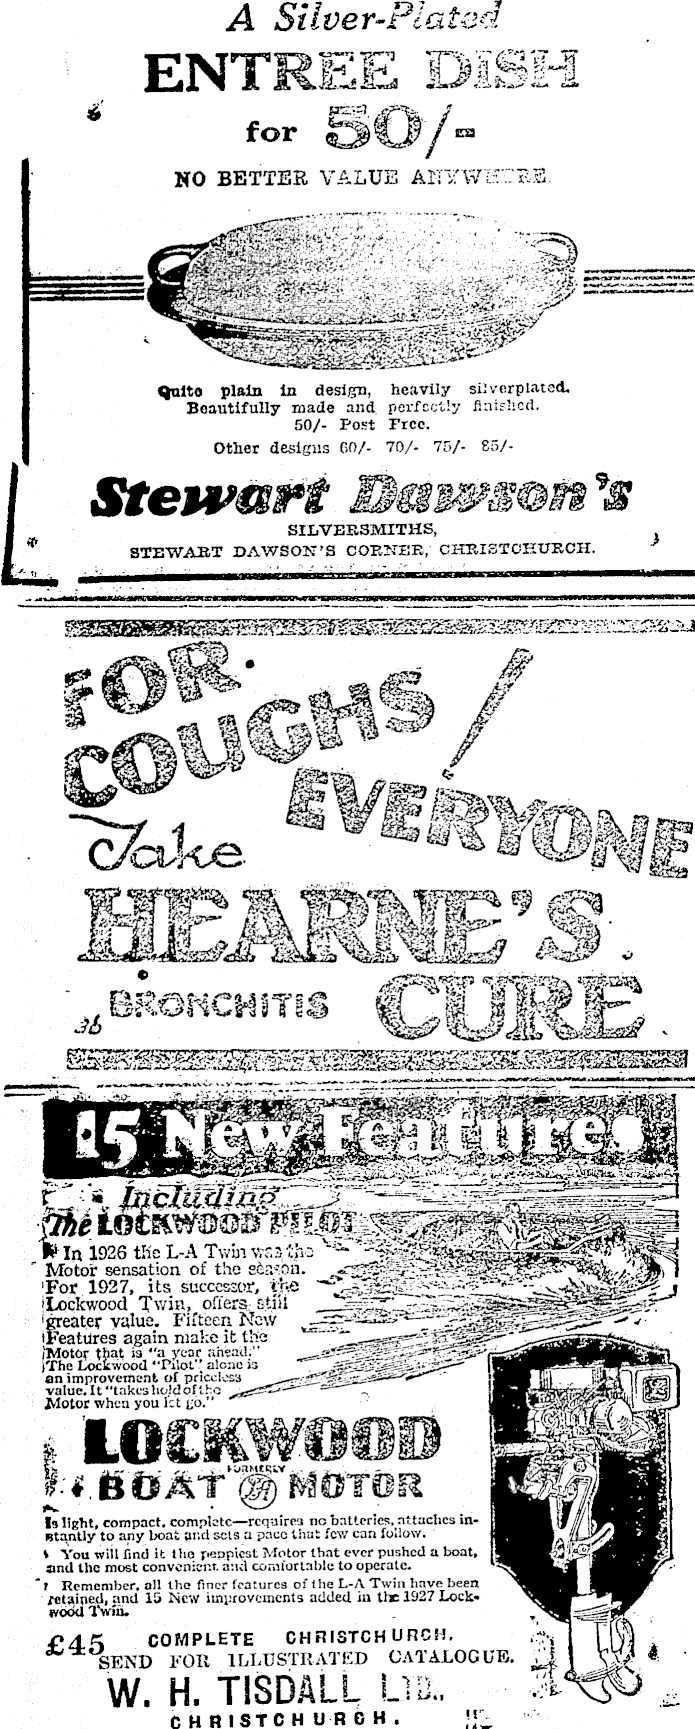 A Silver-Plated
ENTREE DISH
for 50/-
NO BETTER VALUE ANYWHERE.
Quite plain in design, heavily silverplated.
Beautifully made and perfectly finished.
50/- Post Free.
Other designs 60/- 70/- 75/- 85/-
Stewart Dawson's
SILVERSMITHS,
STEWART DAWSON'S CORNER, CHRISTCHURCH.
FOR
COUGHS!
EVERYONE
Take
HEARNE'S
BRONCHITIS CURE
36
15 New Features
Including
The LOCKWOOD PILOT
In 1926 the L-A Twin was the
Motor sensation of the season.
For 1927, its successor, the
Lockwood Twin, offers still
greater value. Fifteen New
Features again make it the
Motor that is "a year ahead."
The Lockwood "Pilot" alone is
an improvement of priceless
value. It "takes hold of the
Motor when you let go."
LOCKWOOD
FORMERLY
BOAT LA MOTOR
Is light, compact, complete—requires no batteries, attaches in-
stantly to any boat and sets a pace that few can follow.
You will find it the peppiest Motor that ever pushed a boat,
and the most convenient and comfortable to operate.
Remember, all the finer features of the L-A Twin have been
retained, and 15 New improvements added in the 1927 Lock-
wood Twin.
£45 COMPLETE CHRISTCHURCH.
SEND FOR ILLUSTRATED CATALOGUE.
W. H. TISDALL LTD.,
CHRISTCHURCH.